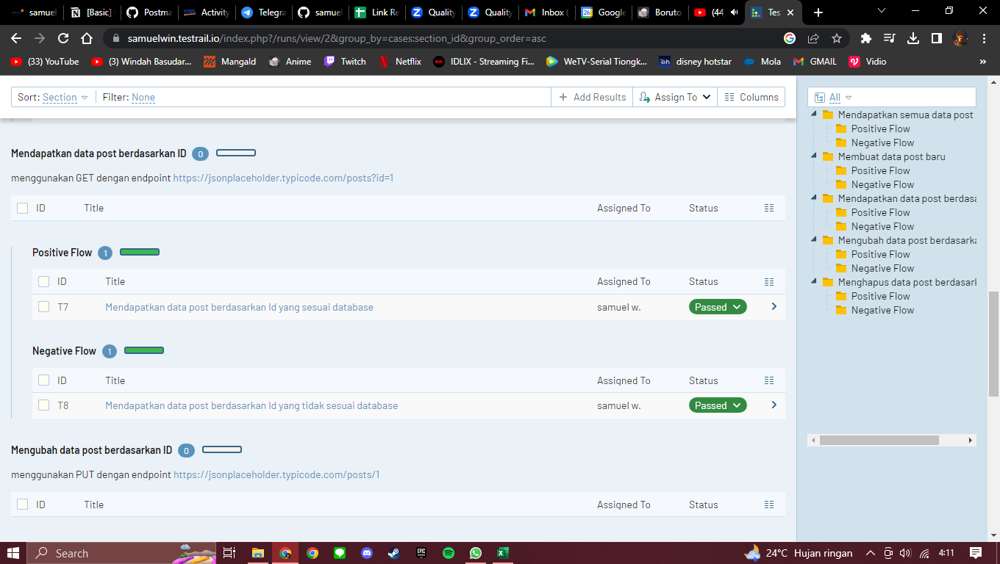 samuel
[Basic]
Postma
Activity
Telegra
samuel
Link Re
Quality
Quality
Inbox (
Google
Boruto
(44
Tes
samuelwin.testrail.io/index.php?/runs/view/2&group_by=cases:section_id&group_order=asc
(33) YouTube
(3) Windah Basudar...
Mangald
Anime
Twitch
Netflix
IDLIX - Streaming Fi...
WeTV-Serial Tiongk...
disney hotstar
Mola
GMAIL
Vidio
»
Sort: Section
Filter: None
+ Add Results
Assign To
Columns
Mendapatkan data post berdasarkan ID 0
menggunakan GET dengan endpoint https://jsonplaceholder.typicode.com/posts?id=1
ID Title Assigned To Status
Positive Flow 1
ID Title Assigned To Status
T7 Mendapatkan data post berdasarkan Id yang sesuai database samuel w. Passed
Negative Flow 1
ID Title Assigned To Status
T8 Mendapatkan data post berdasarkan Id yang tidak sesuai database samuel w. Passed
Mengubah data post berdasarkan ID 0
menggunakan PUT dengan endpoint https://jsonplaceholder.typicode.com/posts/1
ID Title Assigned To Status
All
Mendapatkan semua data post
Positive Flow
Negative Flow
Membuat data post baru
Positive Flow
Negative Flow
Mendapatkan data post berdasa
Positive Flow
Negative Flow
Mengubah data post berdasarka
Positive Flow
Negative Flow
Menghapus data post berdasark
Positive Flow
Negative Flow
Search
EPIC
24°C Hujan ringan
4:11